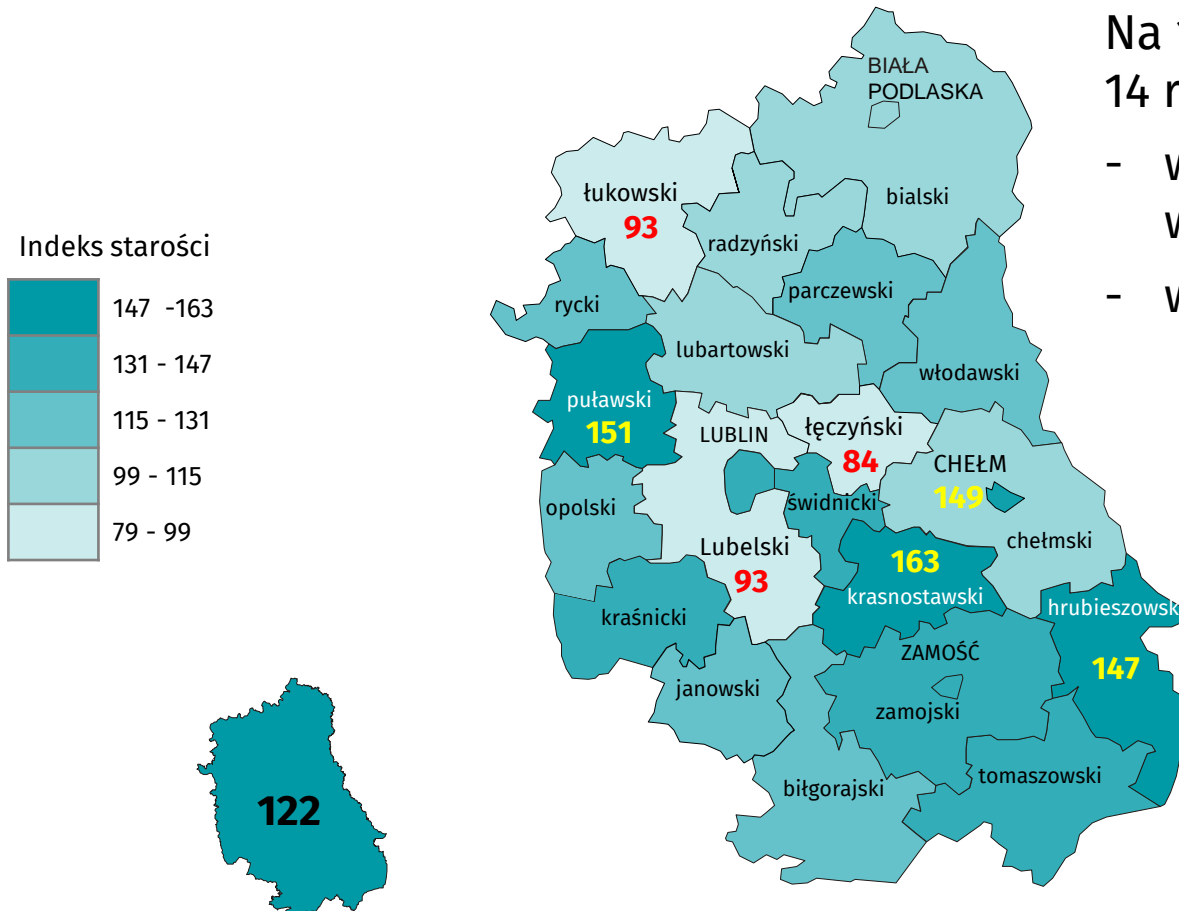 Na
14
-
-
BIAŁA
PODLASKA
łukowski
93
bialski
radzyński
Indeks starości
147 -163
131 - 147
115 - 131
99 - 115
79 - 99
rycki
parczewski
lubartowski
włodawski
puławski
151
LUBLIN
łęczyński
84
CHEŁM
149
opolski
świdnicki
chełmski
Lubelski
93
163
krasnostawski
hrubieszowsk
147
kraśnicki
ZAMOŚĆ
janowski
zamojski
biłgorajski
tomaszowski
122